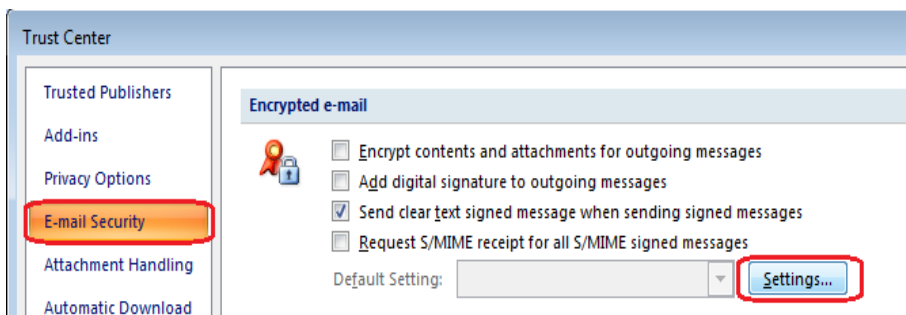 Trust Center
Trusted Publishers
Add-ins
Privacy Options
E-mail Security
Attachment Handling
Automatic Download
Encrypted e-mail
Encrypt contents and attachments for outgoing messages
Add digital signature to outgoing messages
Send clear text signed message when sending signed messages
Request S/MIME receipt for all S/MIME signed messages
Default Setting:
Settings...